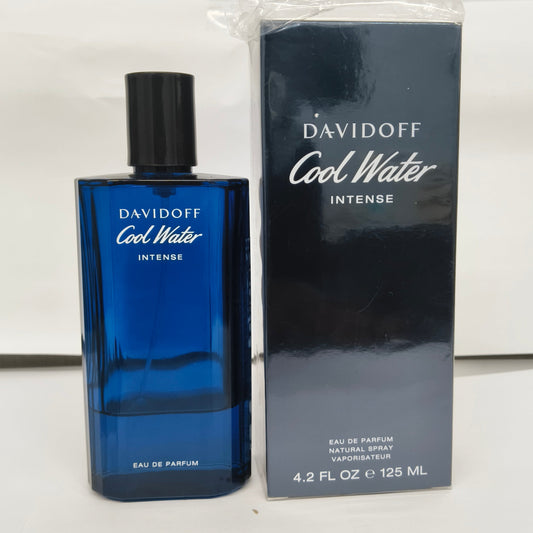 DAVIDOFF
Cool Water
INTENSE
EAU DE PARFUM
DAVIDOFF
Cool Water
INTENSE
EAU DE PARFUM
NATURAL SPRAY
VAPORISATEUR
4.2 FL OZ ℮ 125 ML